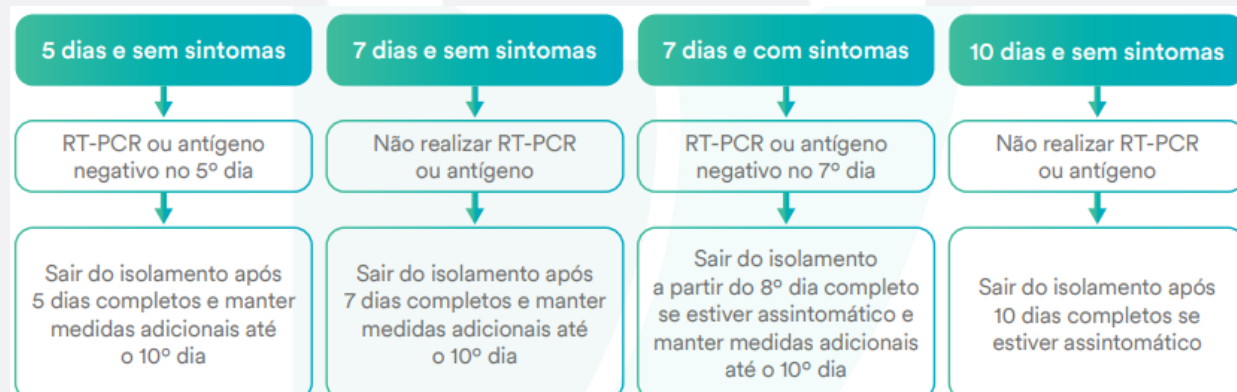 5 dias e sem sintomas
RT-PCR ou antígeno
negativo no 5º dia
Sair do isolamento após
5 dias completos e manter
medidas adicionais até
o 10º dia
7 dias e sem sintomas
Não realizar RT-PCR
ou antígeno
Sair do isolamento após
7 dias completos e manter
medidas adicionais até
o 10º dia
7 dias e com sintomas
RT-PCR ou antígeno
negativo no 7º dia
Sair do isolamento
a partir do 8º dia completo
se estiver assintomático e
manter medidas adicionais
até o 10º dia
10 dias e sem sintomas
Não realizar RT-PCR
ou antígeno
Sair do isolamento após
10 dias completos se
estiver assintomático